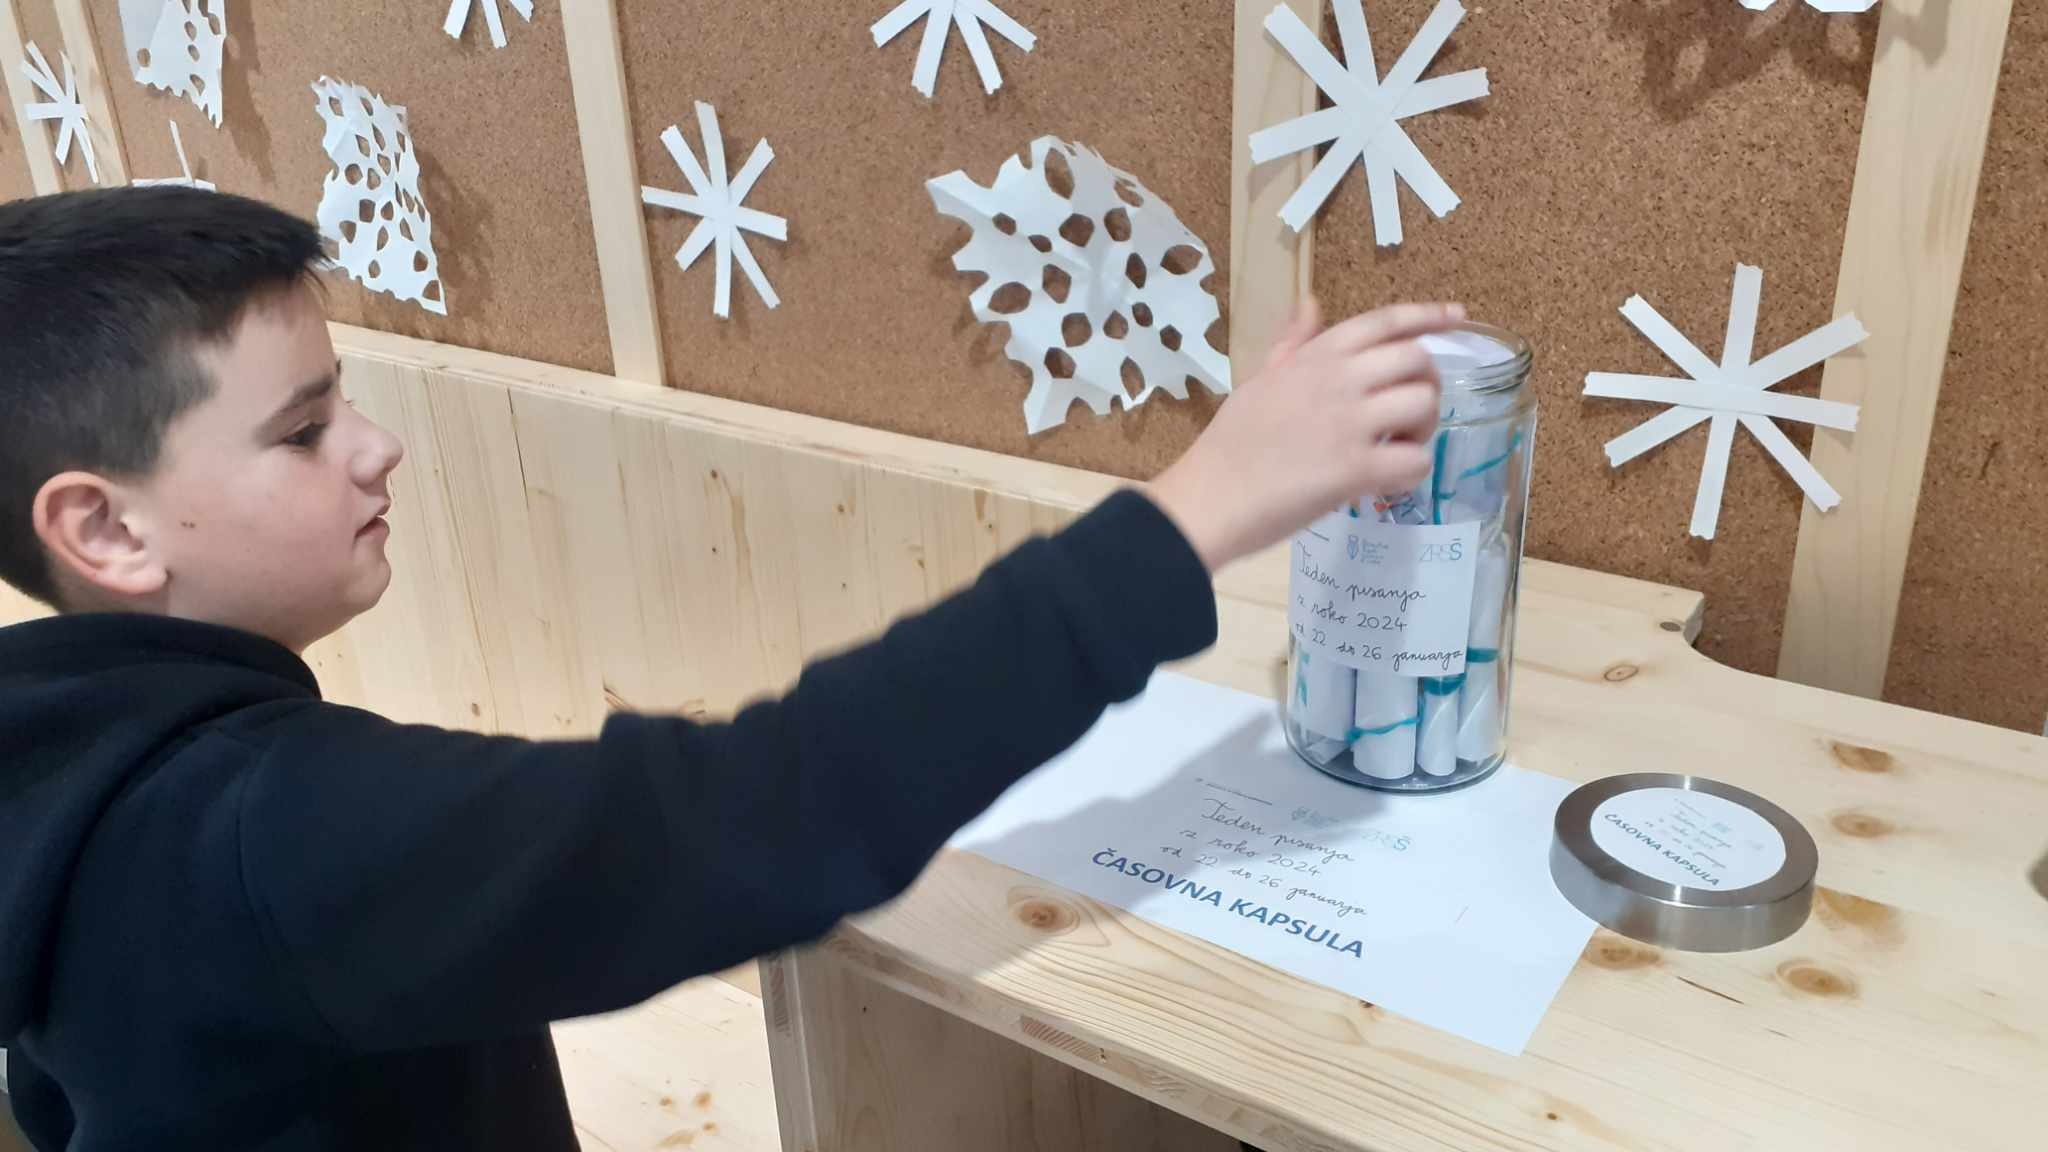 ZRSŠ
Teden pisanja
z roko 2024
od 22 do 26 januarja
ZRSŠ
Teden pisanja
z roko 2024
od 22 do 26 januarja
ČASOVNA KAPSULA
ČASOVNA KAPSULA